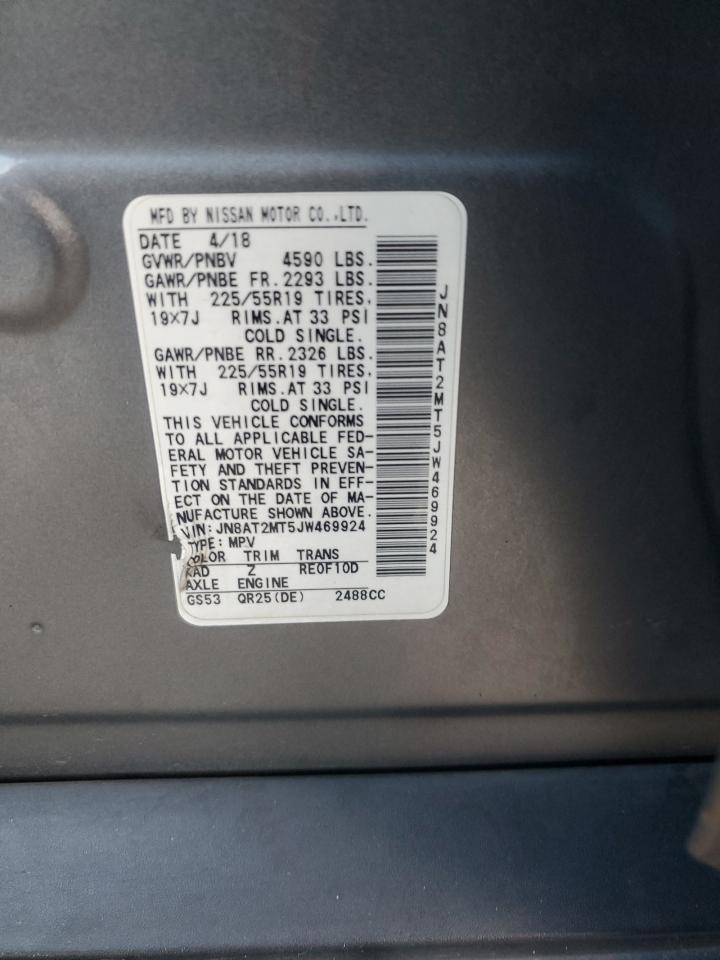 MFD BY NISSAN MOTOR CO.,LTD.
DATE 4/18
GVWR/PNBV 4590 LBS.
GAWR/PNBE FR. 2293 LBS.
WITH 225/55R19 TIRES.
19X7J RIMS. AT 33 PSI
COLD SINGLE.
GAWR/PNBE RR. 2326 LBS.
WITH 225/55R19 TIRES.
19X7J RIMS. AT 33 PSI
COLD SINGLE.
THIS VEHICLE CONFORMS
TO ALL APPLICABLE FED-
ERAL MOTOR VEHICLE SA-
FETY AND THEFT PREVEN-
TION STANDARDS IN EFF-
ECT ON THE DATE OF MA-
NUFACTURE SHOWN ABOVE.
VIN: JN8AT2MT5JW469924
TYPE: MPV
COLOR TRIM TRANS
KAD Z RE0F10D
AXLE ENGINE
GS53 QR25(DE) 2488CC
JN8AT2MT5JW469924